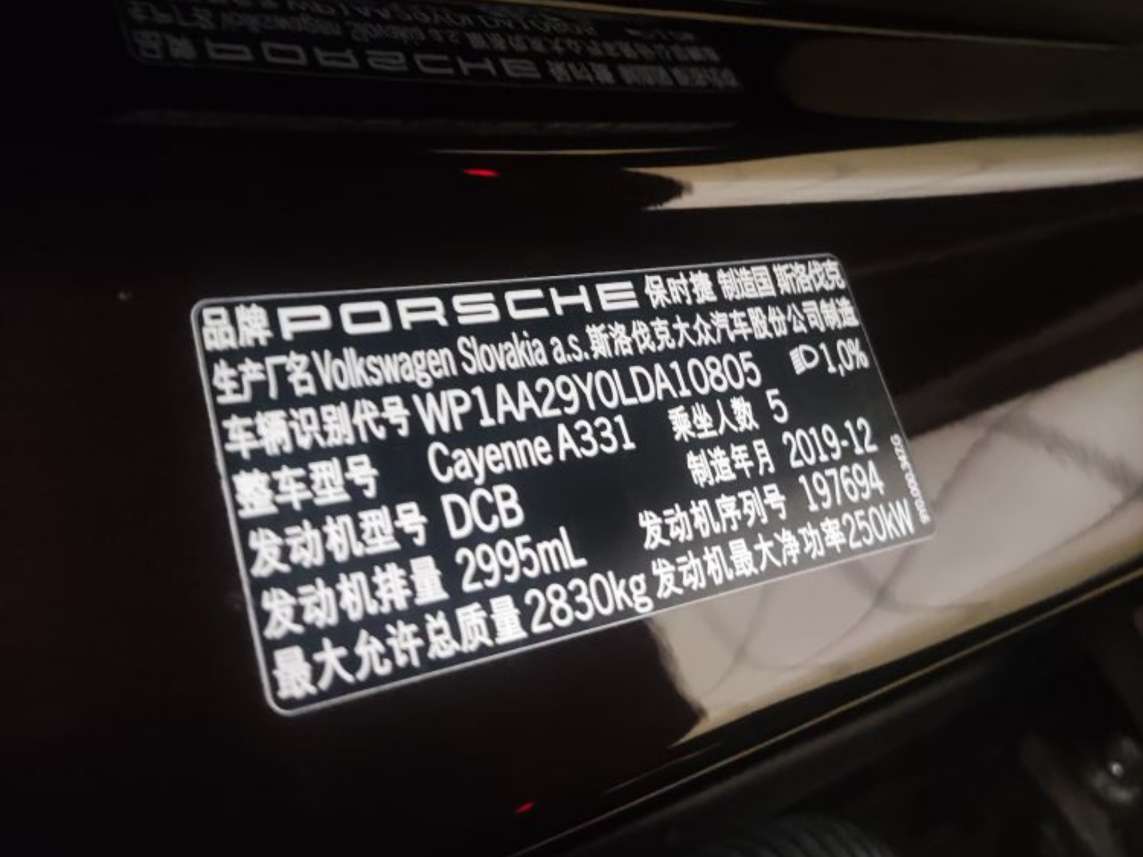 品牌 PORSCHE 保时捷 制造国 斯洛伐克
生产厂名 Volkswagen Slovakia a.s. 斯洛伐克大众汽车股份公司制造
车辆识别代号 WP1AA29Y0LDA10805 1,0%
整车型号 Cayenne A331 乘坐人数 5
发动机型号 DCB 制造年月 2019-12
发动机排量 2995mL 发动机序列号 197694
最大允许总质量 2830kg 发动机最大净功率 250kW